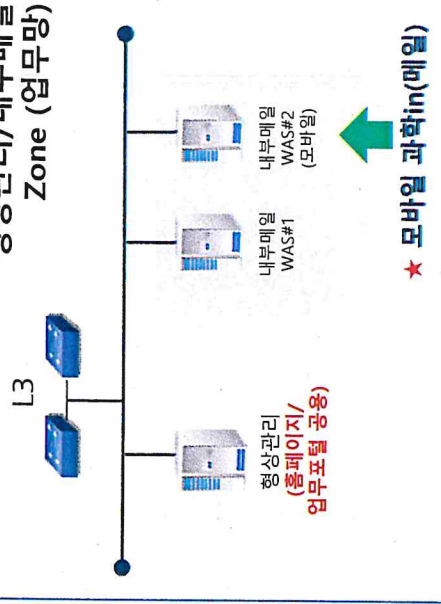 형상관리/내부메일
Zone (업무망)
L3
형상관리
(홈페이지/
업무포털 공용)
내부메일
WAS#1
내부메일
WAS#2
(모바일)
★ 모바일 과학in(메일)